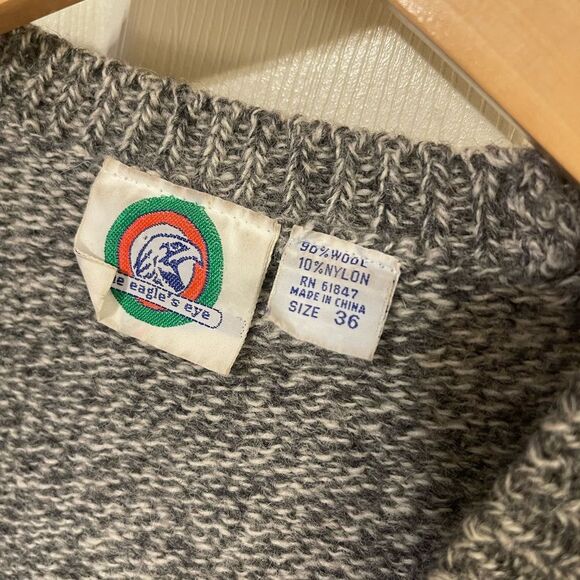 e eagle's eye
90% WOOL
10% NYLON
RN 61847
MADE IN CHINA
SIZE 36